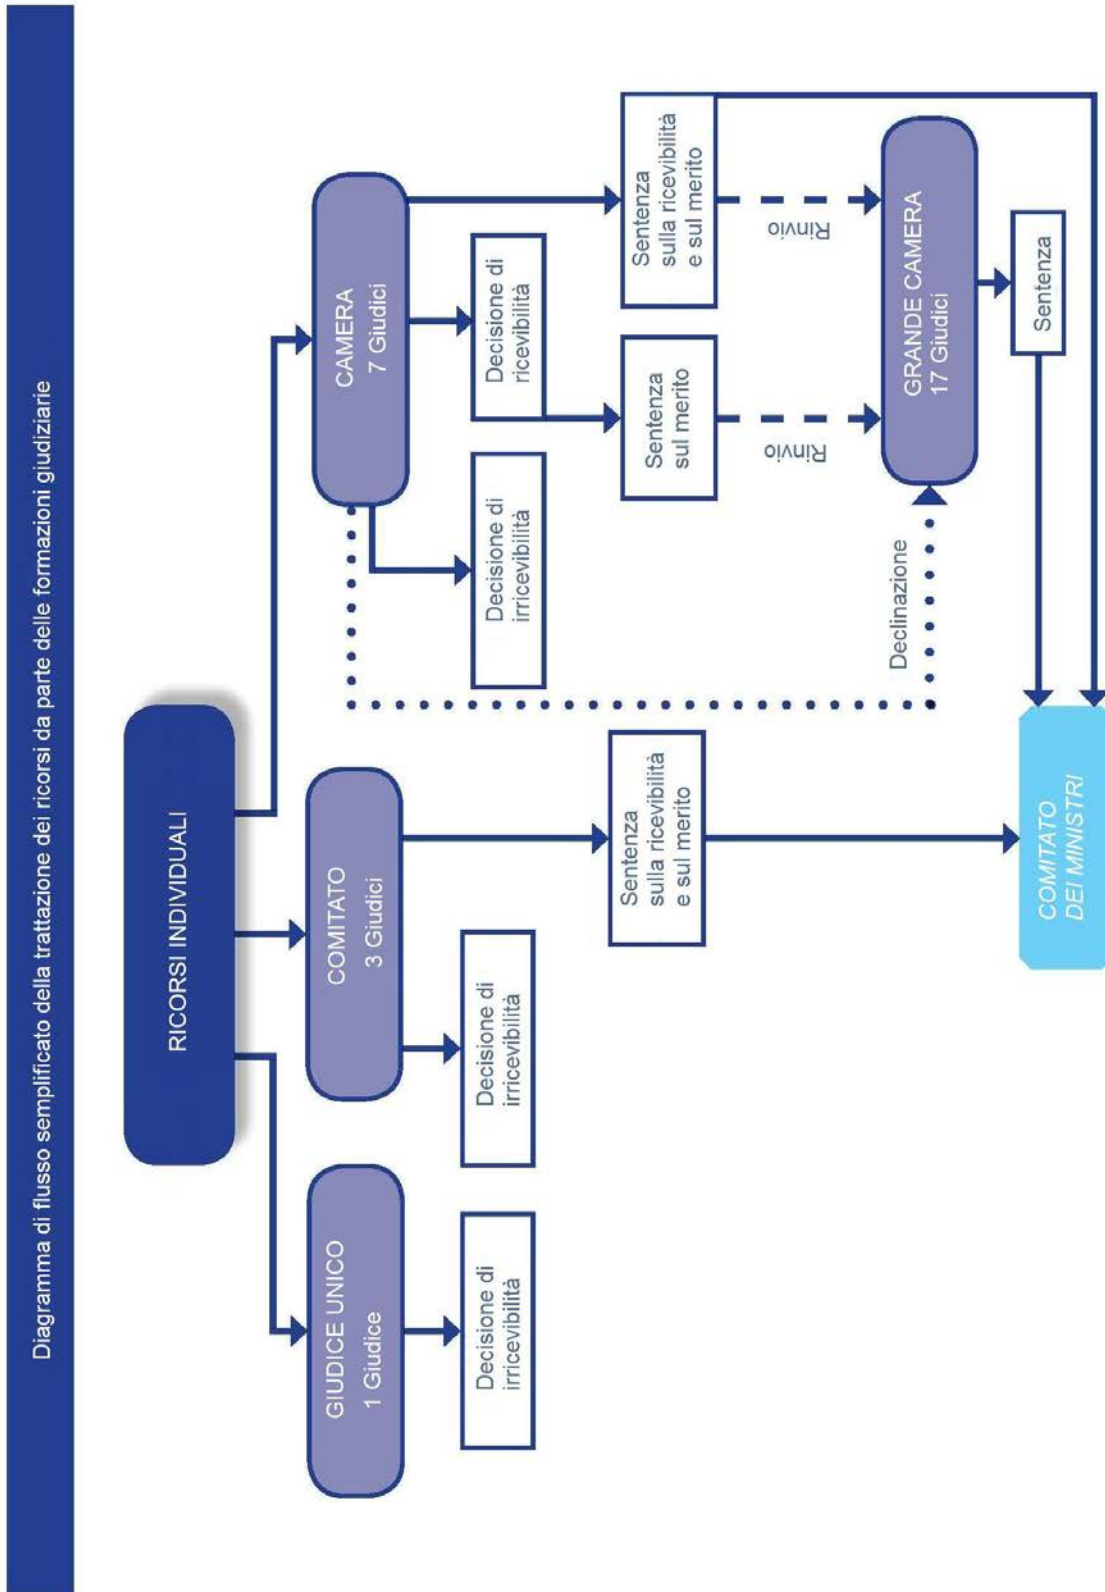 Diagramma di flusso semplificato della trattazione dei ricorsi da parte delle formazioni giudiziarie
RICORSI INDIVIDUALI
GIUDICE UNICO
1 Giudice
COMITATO
3 Giudici
CAMERA
7 Giudici
Decisione di
irricevibilità
Decisione di
irricevibilità
Decisione di
irricevibilità
Decisione di
ricevibilità
Sentenza
sulla ricevibilità
e sul merito
Sentenza
sul merito
Sentenza
sulla ricevibilità
e sul merito
Rinvio
Rinvio
Declinazione
GRANDE CAMERA
17 Giudici
Sentenza
COMITATO
DEI MINISTRI